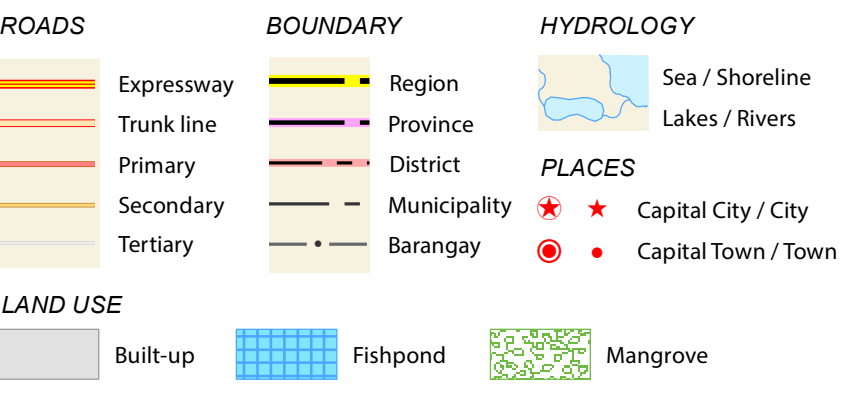 ROADS
Expressway
Trunk line
Primary
Secondary
Tertiary
BOUNDARY
Region
Province
District
Municipality
Barangay
HYDROLOGY
Sea / Shoreline
Lakes / Rivers
PLACES
Capital City / City
Capital Town / Town
LAND USE
Built-up
Fishpond
Mangrove